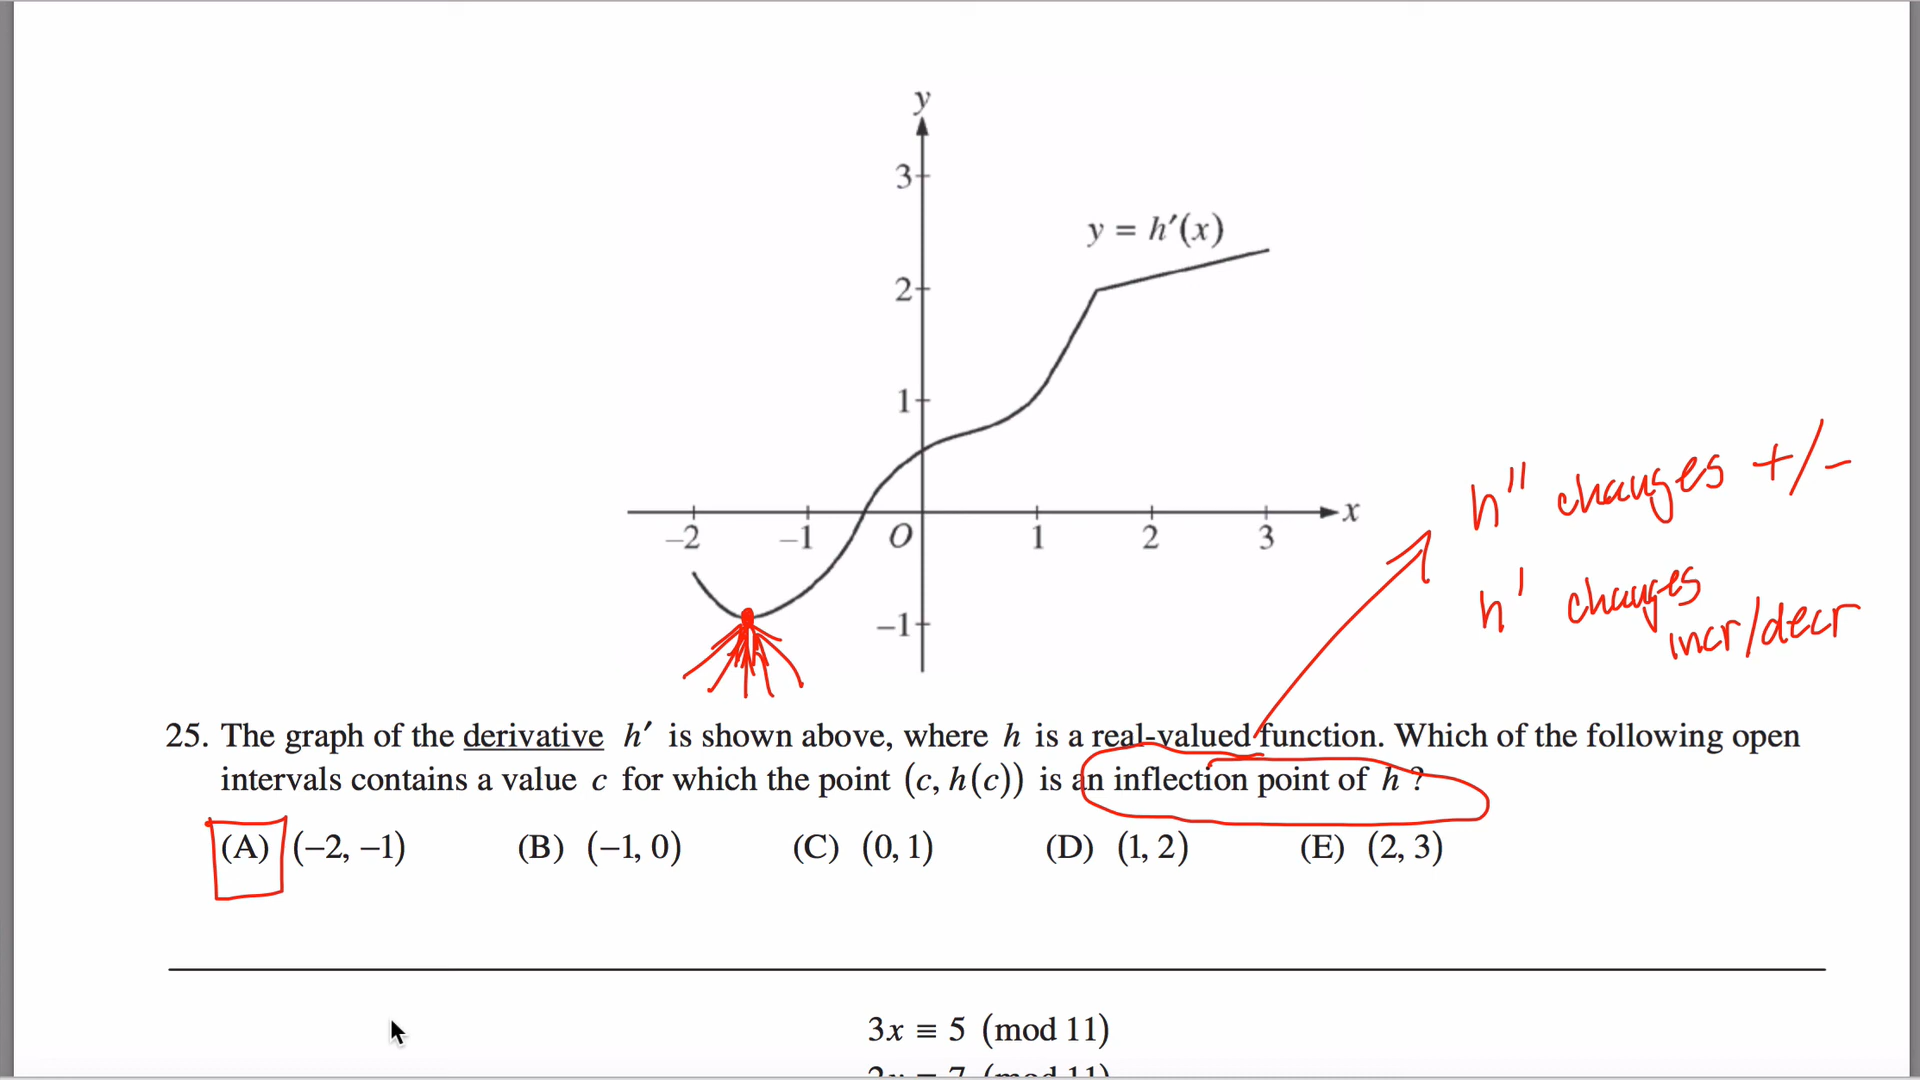 y
3
y = h′(x)
2
1
h'' changes +/-
–2 –1 O 1 2 3 x
h' changes
incr/decr
–1
25. The graph of the derivative h′ is shown above, where h is a real-valued function. Which of the following open
intervals contains a value c for which the point (c, h(c)) is an inflection point of h ?
(A) (–2, –1) (B) (–1, 0) (C) (0, 1) (D) (1, 2) (E) (2, 3)
3x ≡ 5 (mod 11)